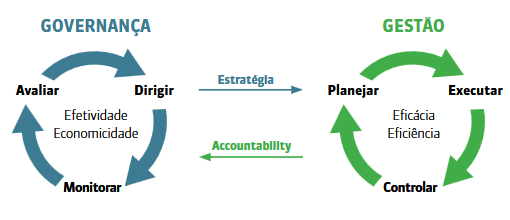 GOVERNANÇA
GESTÃO
Avaliar
Dirigir
Estratégia
Planejar
Executar
Efetividade
Economicidade
Eficácia
Eficiência
Accountability
Monitorar
Controlar